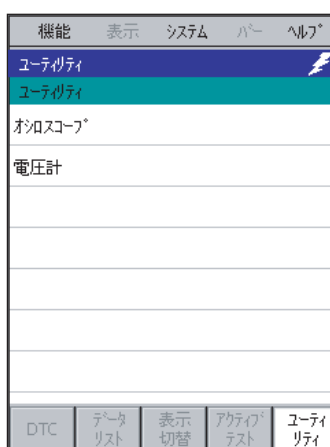 機能 表示 システム バー ヘルプ
ユーティリティ
ユーティリティ
オシロスコープ
電圧計
DTC データリスト 表示切替 アクティブテスト ユーティリティ